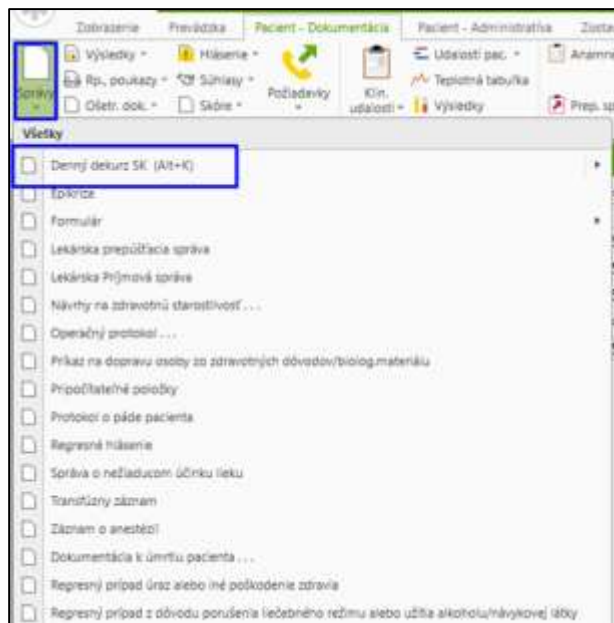 Zobrazenie Prevádzka Pacient - Dokumentácia Pacient - Administratíva Zosta
Výsledky Hlásenie Udalosti pac. Anamn
Rp., poukazy Súhlasy Teplotná tabuľka
Správy Ošetr. dok. Skóre Požiadavky Klin. udalosti Výsledky Prep. sp
Všetky
Denný dekurz SK (Alt+K)
Epikríza
Formulár
Lekárska prepúšťacia správa
Lekárska Príjmová správa
Návrhy na zdravotnú starostlivosť . . .
Operačný protokol . . .
Príkaz na dopravu osoby zo zdravotných dôvodov/biolog.materiálu
Pripočítateľné položky
Protokol o páde pacienta
Regresné hlásenie
Správa o nežiaducom účinku lieku
Transfúzny záznam
Záznam o anestézií
Dokumentácia k úmrtiu pacienta . . .
Regresný prípad úraz alebo iné poškodenie zdravia
Regresný prípad z dôvodu porušenia liečebného režimu alebo užitia alkoholu/návykovej látky